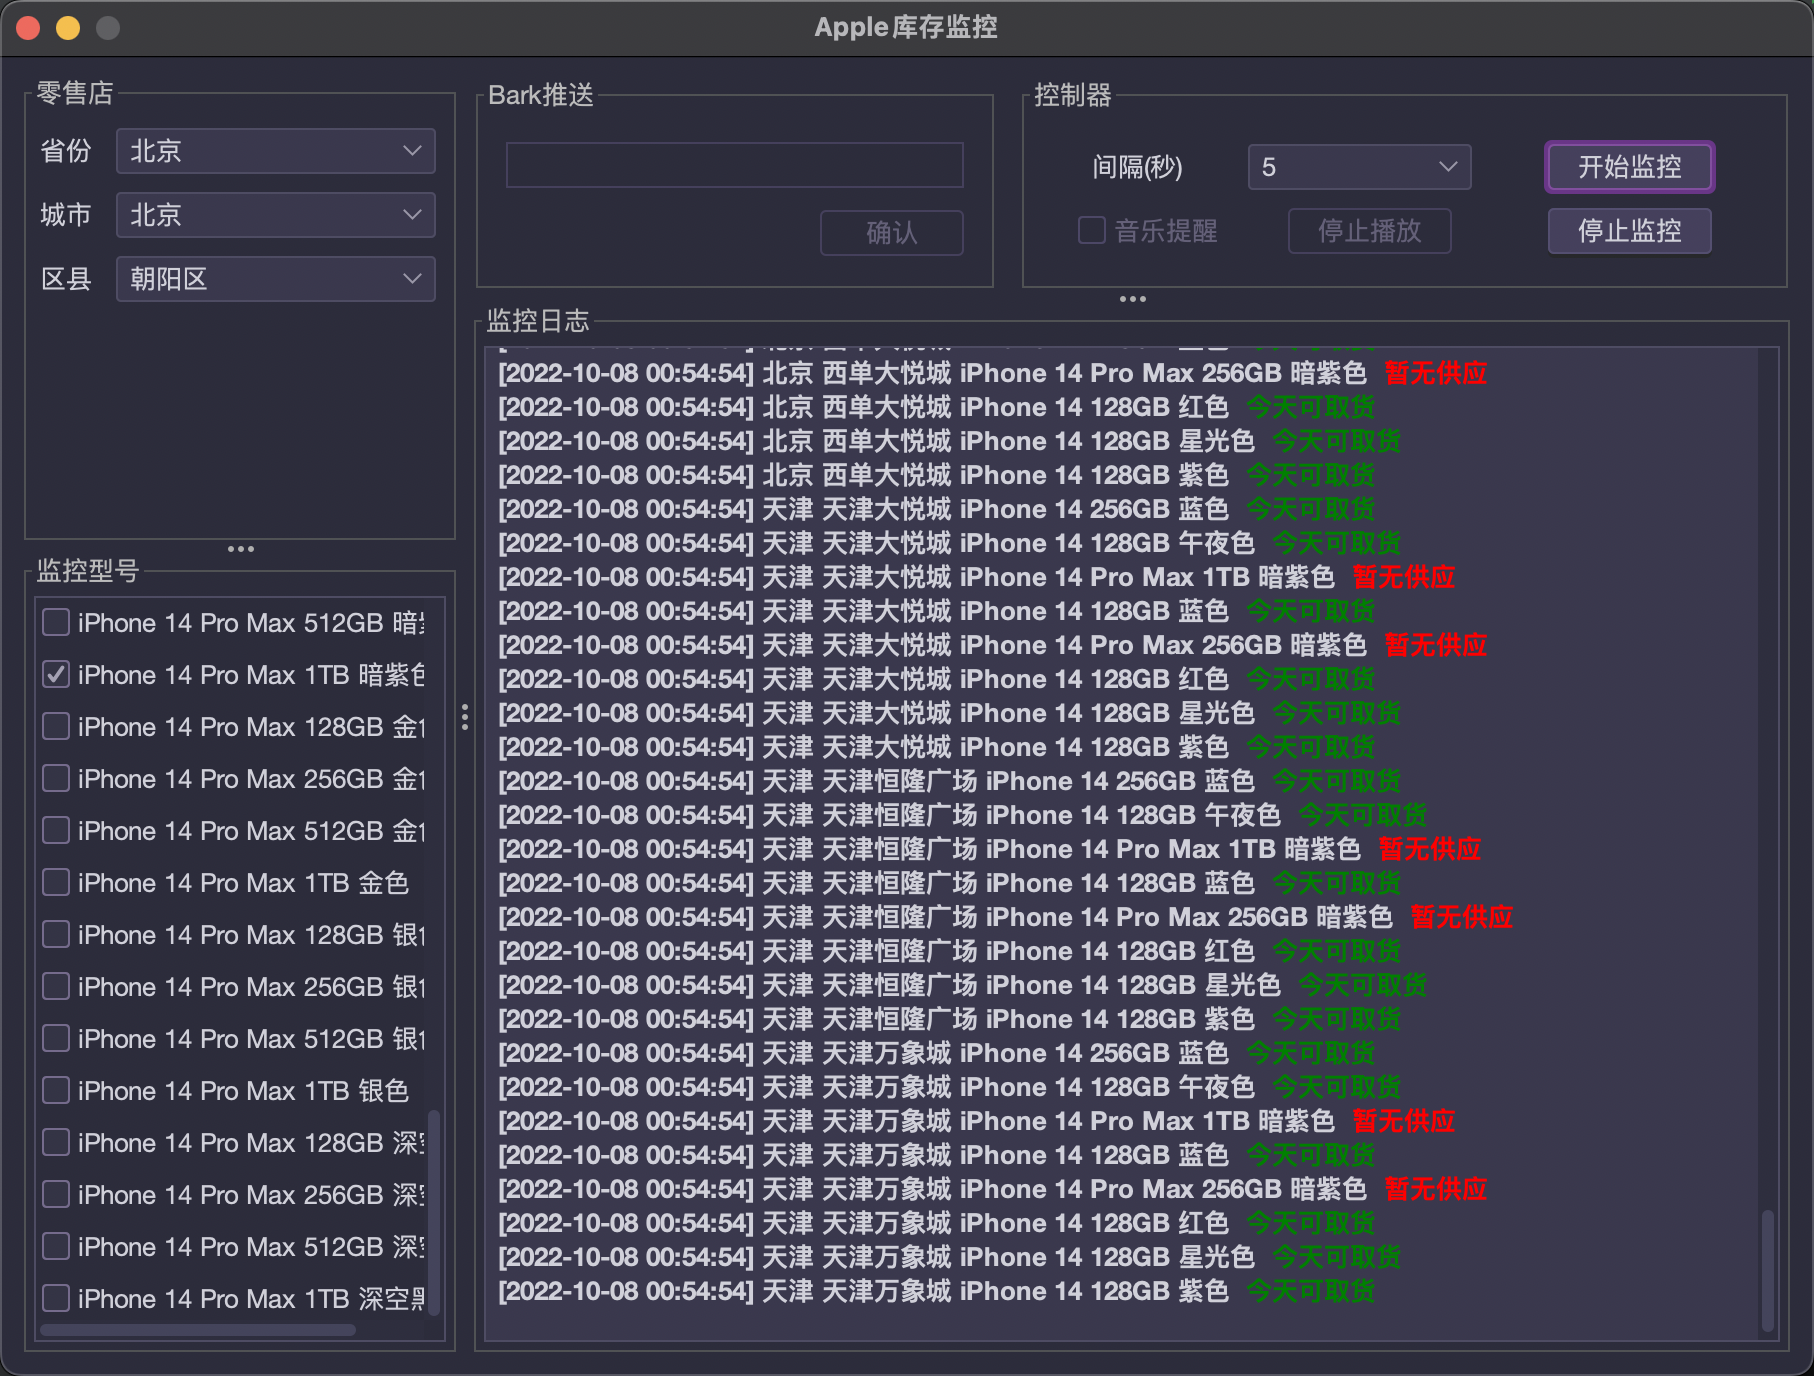 Apple库存监控
零售店
省份 北京
城市 北京
区县 朝阳区
Bark推送
确认
控制器
间隔(秒) 5 开始监控
音乐提醒 停止播放 停止监控
监控型号
iPhone 14 Pro Max 512GB
iPhone 14 Pro Max 1TB 暗紫色
iPhone 14 Pro Max 128GB 金
iPhone 14 Pro Max 256GB 金
iPhone 14 Pro Max 512GB 金
iPhone 14 Pro Max 1TB 金色
iPhone 14 Pro Max 128GB 银
iPhone 14 Pro Max 256GB 银
iPhone 14 Pro Max 512GB 银
iPhone 14 Pro Max 1TB 银色
iPhone 14 Pro Max 128GB 深
iPhone 14 Pro Max 256GB 深
iPhone 14 Pro Max 512GB 深
iPhone 14 Pro Max 1TB 深空黑
监控日志
[2022-10-08 00:54:54] 北京 西单大悦城 iPhone 14 Pro Max 256GB 暗紫色 暂无供应
[2022-10-08 00:54:54] 北京 西单大悦城 iPhone 14 128GB 红色 今天可取货
[2022-10-08 00:54:54] 北京 西单大悦城 iPhone 14 128GB 星光色 今天可取货
[2022-10-08 00:54:54] 北京 西单大悦城 iPhone 14 128GB 紫色 今天可取货
[2022-10-08 00:54:54] 天津 天津大悦城 iPhone 14 256GB 蓝色 今天可取货
[2022-10-08 00:54:54] 天津 天津大悦城 iPhone 14 128GB 午夜色 今天可取货
[2022-10-08 00:54:54] 天津 天津大悦城 iPhone 14 Pro Max 1TB 暗紫色 暂无供应
[2022-10-08 00:54:54] 天津 天津大悦城 iPhone 14 128GB 蓝色 今天可取货
[2022-10-08 00:54:54] 天津 天津大悦城 iPhone 14 Pro Max 256GB 暗紫色 暂无供应
[2022-10-08 00:54:54] 天津 天津大悦城 iPhone 14 128GB 红色 今天可取货
[2022-10-08 00:54:54] 天津 天津大悦城 iPhone 14 128GB 星光色 今天可取货
[2022-10-08 00:54:54] 天津 天津大悦城 iPhone 14 128GB 紫色 今天可取货
[2022-10-08 00:54:54] 天津 天津恒隆广场 iPhone 14 256GB 蓝色 今天可取货
[2022-10-08 00:54:54] 天津 天津恒隆广场 iPhone 14 128GB 午夜色 今天可取货
[2022-10-08 00:54:54] 天津 天津恒隆广场 iPhone 14 Pro Max 1TB 暗紫色 暂无供应
[2022-10-08 00:54:54] 天津 天津恒隆广场 iPhone 14 128GB 蓝色 今天可取货
[2022-10-08 00:54:54] 天津 天津恒隆广场 iPhone 14 Pro Max 256GB 暗紫色 暂无供应
[2022-10-08 00:54:54] 天津 天津恒隆广场 iPhone 14 128GB 红色 今天可取货
[2022-10-08 00:54:54] 天津 天津恒隆广场 iPhone 14 128GB 星光色 今天可取货
[2022-10-08 00:54:54] 天津 天津恒隆广场 iPhone 14 128GB 紫色 今天可取货
[2022-10-08 00:54:54] 天津 天津万象城 iPhone 14 256GB 蓝色 今天可取货
[2022-10-08 00:54:54] 天津 天津万象城 iPhone 14 128GB 午夜色 今天可取货
[2022-10-08 00:54:54] 天津 天津万象城 iPhone 14 Pro Max 1TB 暗紫色 暂无供应
[2022-10-08 00:54:54] 天津 天津万象城 iPhone 14 128GB 蓝色 今天可取货
[2022-10-08 00:54:54] 天津 天津万象城 iPhone 14 Pro Max 256GB 暗紫色 暂无供应
[2022-10-08 00:54:54] 天津 天津万象城 iPhone 14 128GB 红色 今天可取货
[2022-10-08 00:54:54] 天津 天津万象城 iPhone 14 128GB 星光色 今天可取货
[2022-10-08 00:54:54] 天津 天津万象城 iPhone 14 128GB 紫色 今天可取货